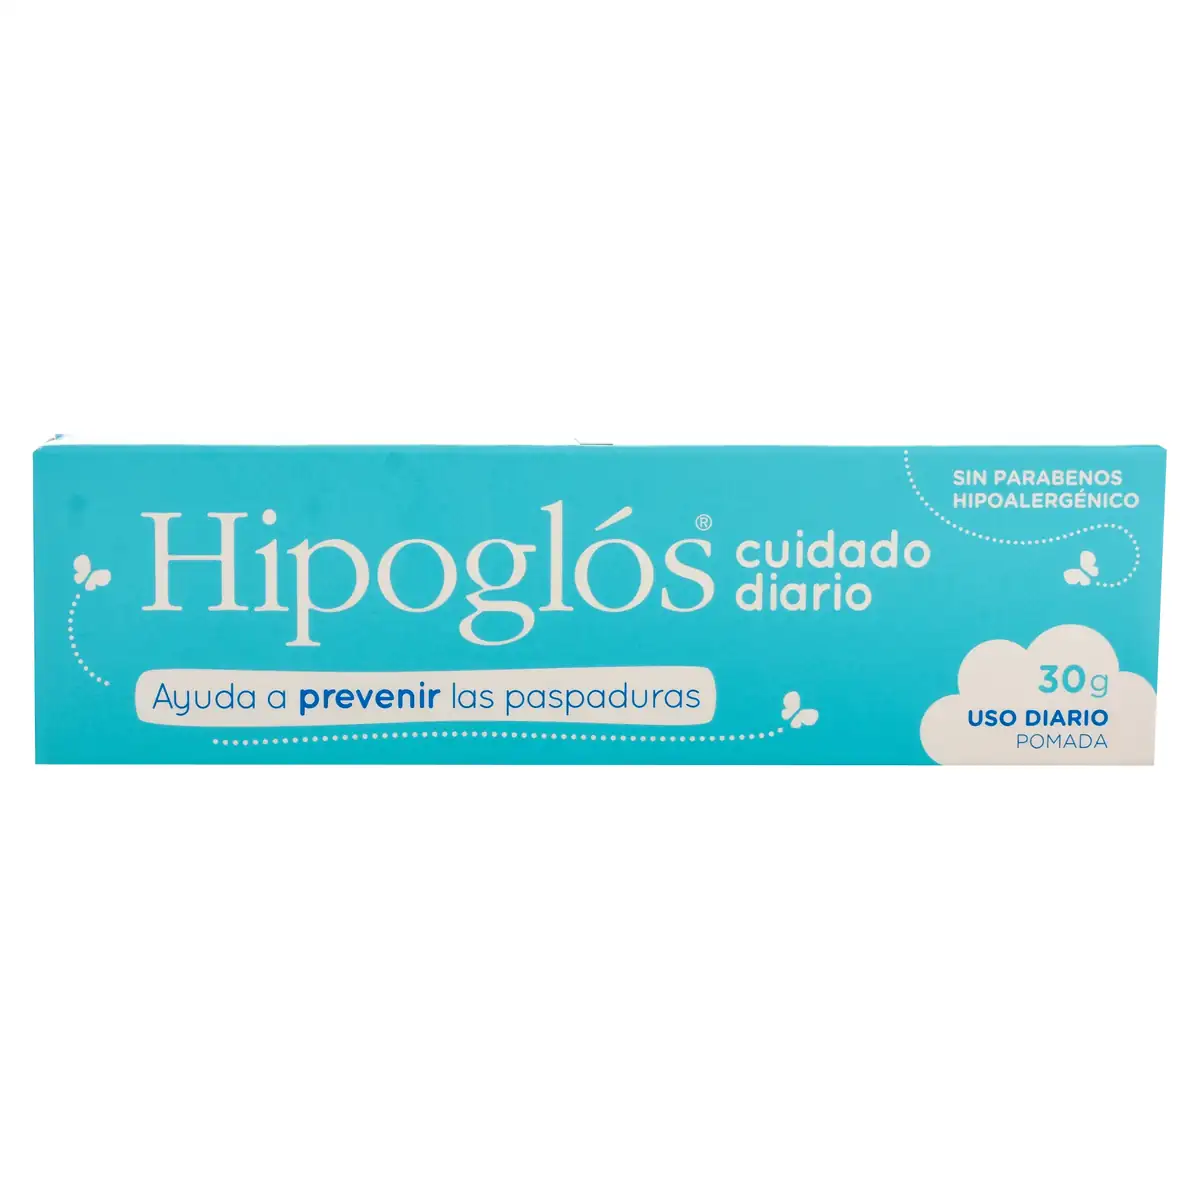 SIN PARABENOS
HIPOALERGÉNICO
Hipoglós®
cuidado
diario
Ayuda a prevenir las paspaduras
30g
USO DIARIO
POMADA